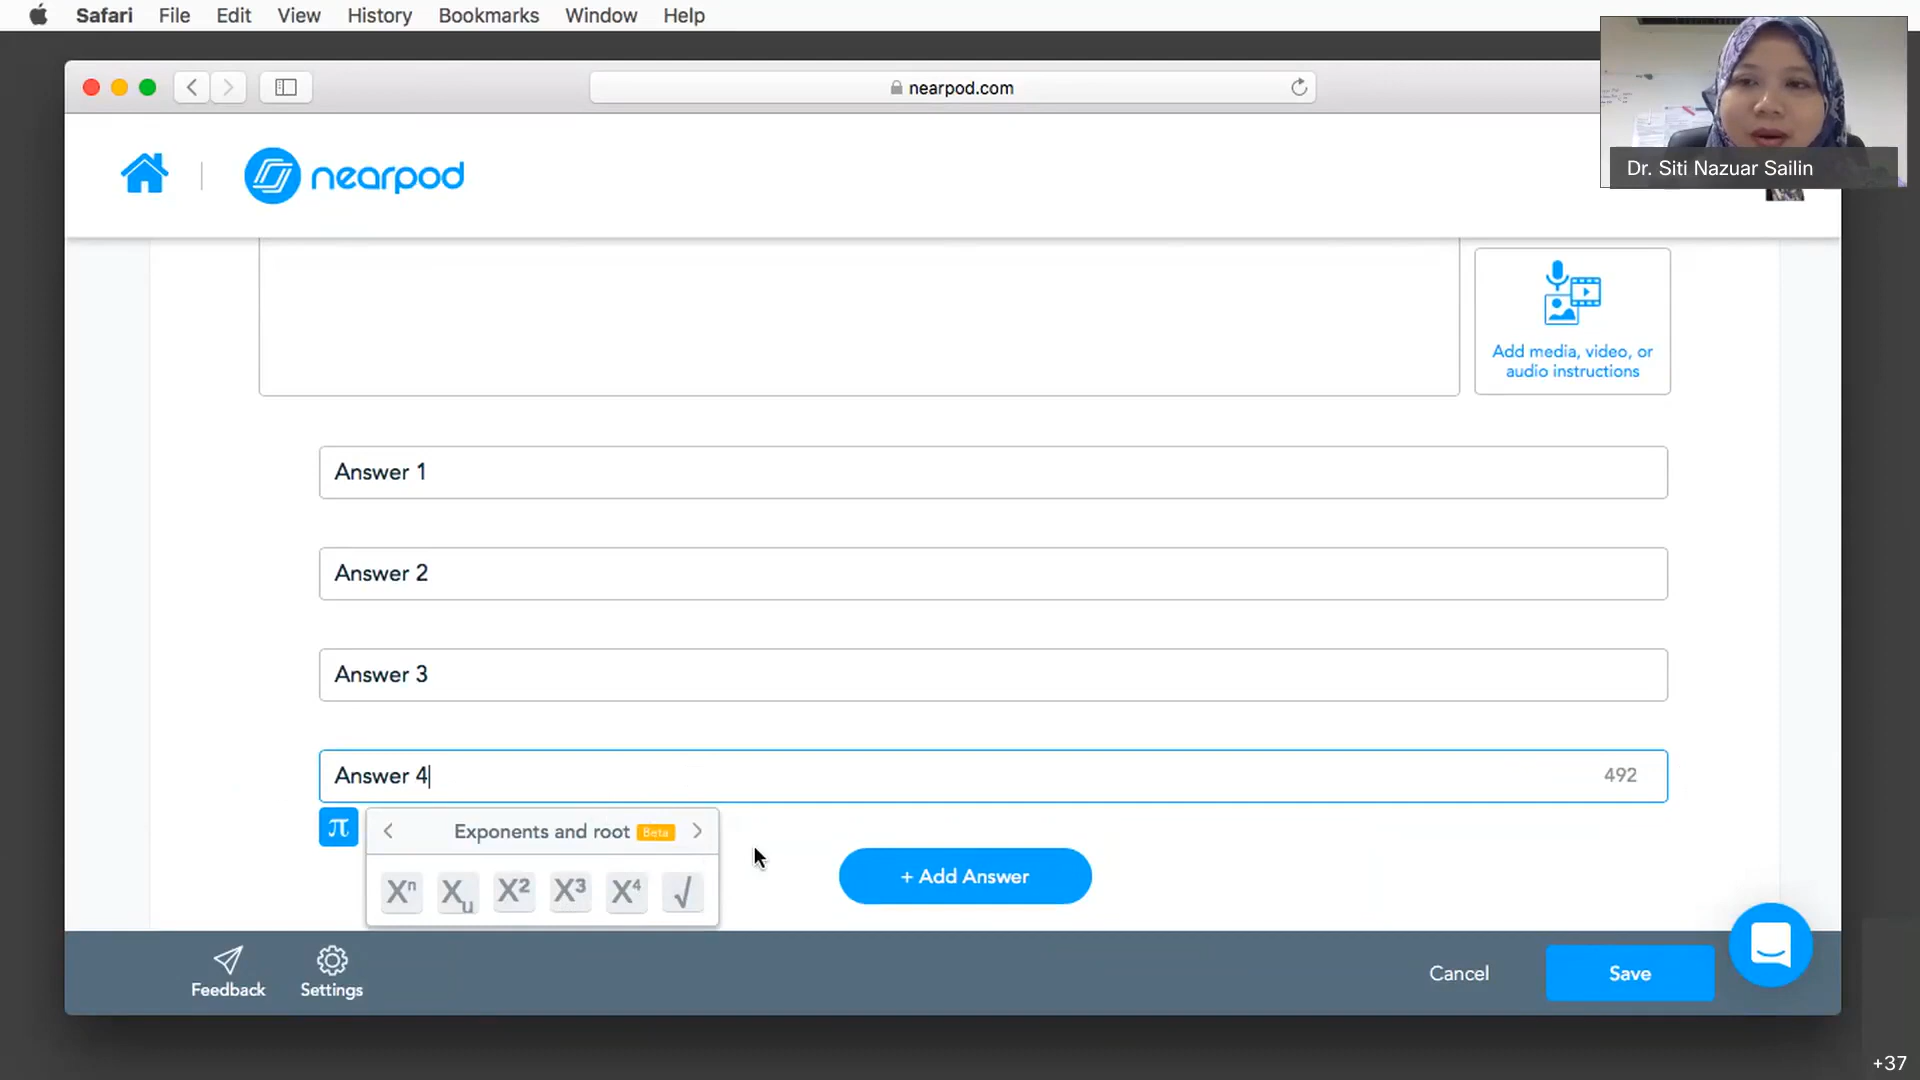 Safari File Edit View History Bookmarks Window Help
nearpod.com
Dr. Siti Nazuar Sailin
nearpod
Add media, video, or
audio instructions
Answer 1
Answer 2
Answer 3
Answer 4
492
π
Exponents and root Beta
Xⁿ Xᵤ X² X³ X⁴ √
+ Add Answer
Feedback
Settings
Cancel
Save
+37